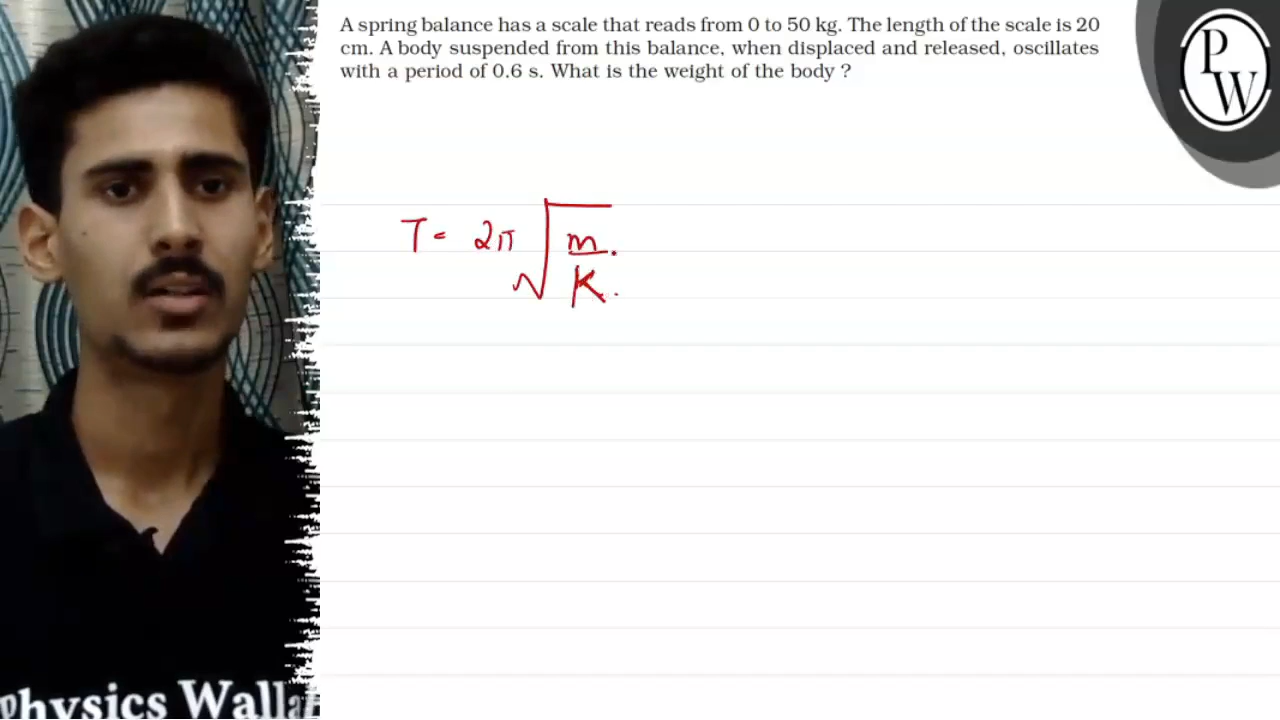 A spring balance has a scale that reads from 0 to 50 kg. The length of the scale is 20
cm. A body suspended from this balance, when displaced and released, oscillates
with a period of 0.6 s. What is the weight of the body ?
P
W
T = 2π √ m
K
Physics Walla